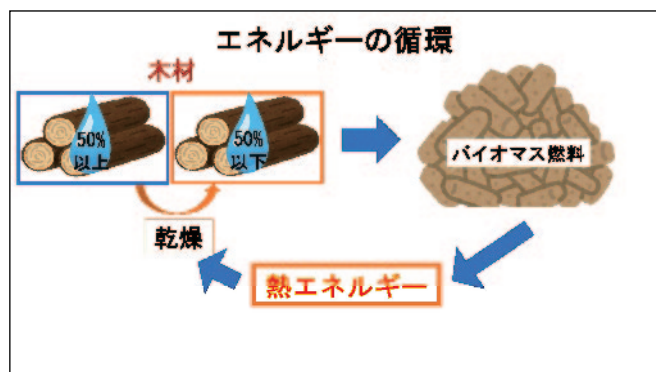 エネルギーの循環
木材
50%
以上
50%
以下
バイオマス燃料
乾燥
熱エネルギー